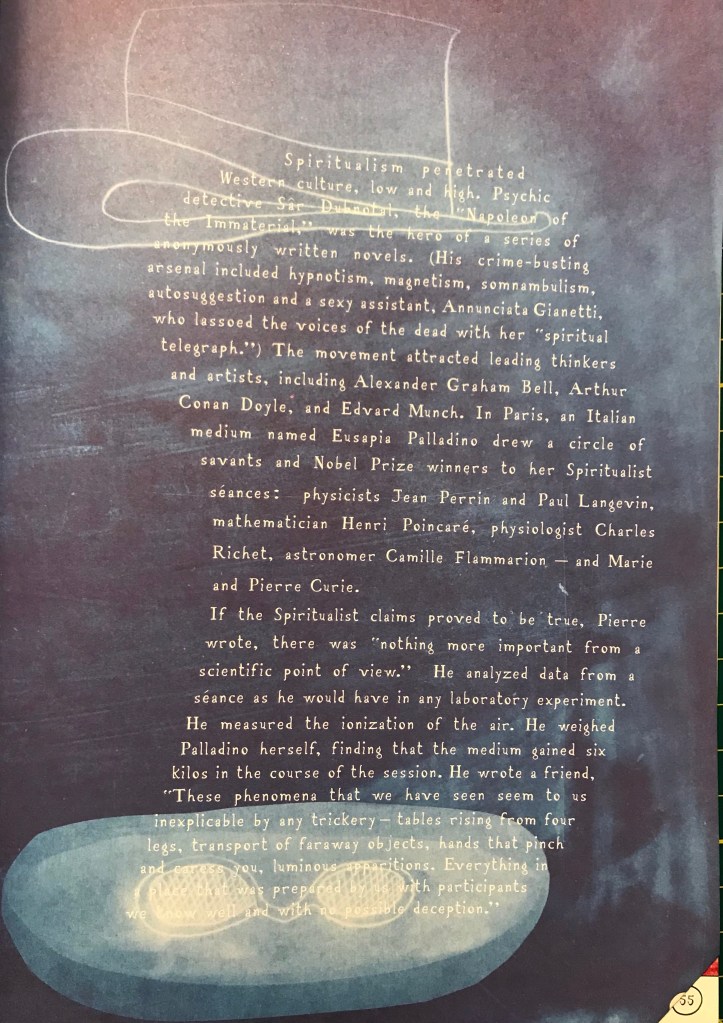 Spiritualism penetrated
Western culture, low and high. Psychic
detective Sâr Dubnotal, the "Napoleon of
the Immaterial," was the hero of a series of
anonymously written novels. (His crime-busting
arsenal included hypnotism, magnetism, somnambulism,
autosuggestion and a sexy assistant, Annunciata Gianetti,
who lassoed the voices of the dead with her "spiritual
telegraph.") The movement attracted leading thinkers
and artists, including Alexander Graham Bell, Arthur
Conan Doyle, and Edvard Munch. In Paris, an Italian
medium named Eusapia Palladino drew a circle of
savants and Nobel Prize winners to her Spiritualist
séances: physicists Jean Perrin and Paul Langevin,
mathematician Henri Poincaré, physiologist Charles
Richet, astronomer Camille Flammarion — and Marie
and Pierre Curie.
If the Spiritualist claims proved to be true, Pierre
wrote, there was "nothing more important from a
scientific point of view." He analyzed data from a
séance as he would have in any laboratory experiment.
He measured the ionization of the air. He weighed
Palladino herself, finding that the medium gained six
kilos in the course of the session. He wrote a friend,
"These phenomena that we have seen seem to us
inexplicable by any trickery — tables rising from four
legs, transport of faraway objects, hands that pinch
and caress you, luminous apparitions. Everything in
a place that was prepared by us with participants
we know well and with no possible deception."
55